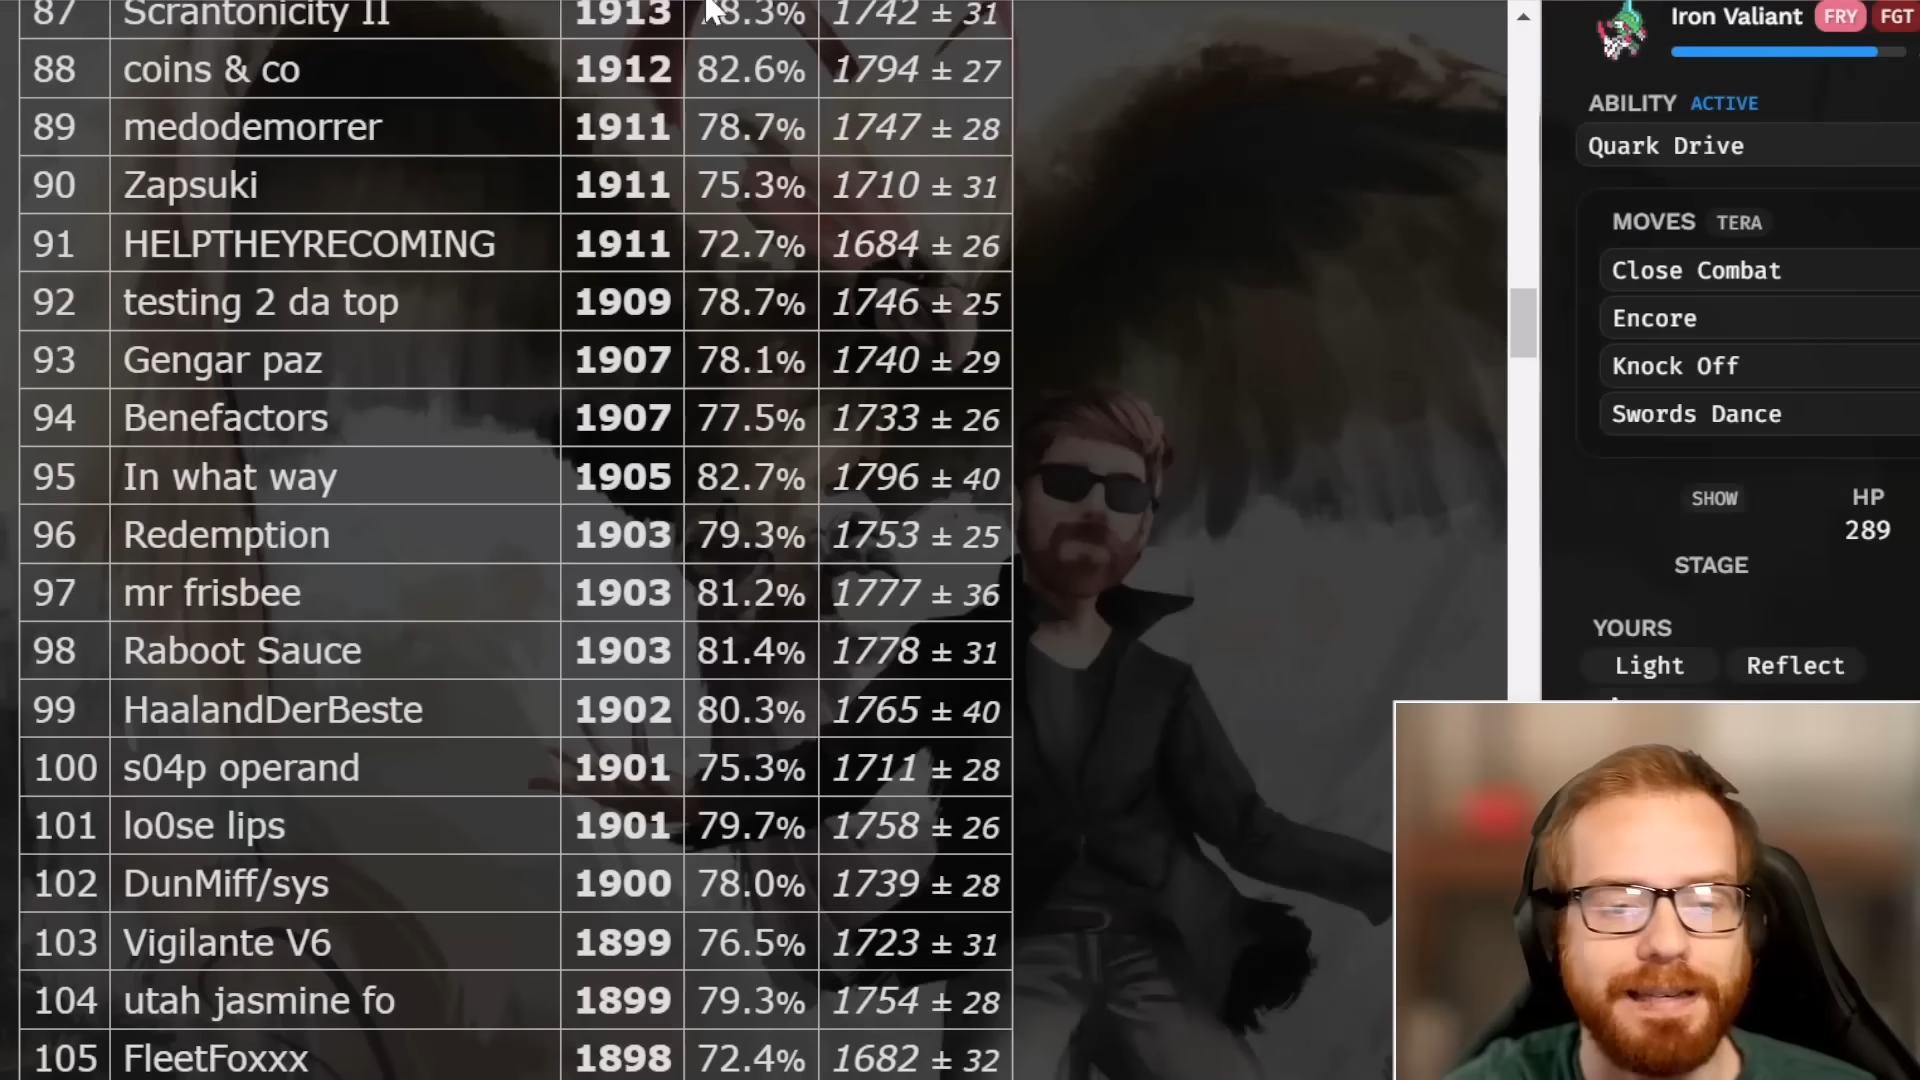 87 Scrantonicity II 1913 8.3% 1742 ± 31
88 coins & co 1912 82.6% 1794 ± 27
89 medodemorrer 1911 78.7% 1747 ± 28
90 Zapsuki 1911 75.3% 1710 ± 31
91 HELPTHEYRECOMING 1911 72.7% 1684 ± 26
92 testing 2 da top 1909 78.7% 1746 ± 25
93 Gengar paz 1907 78.1% 1740 ± 29
94 Benefactors 1907 77.5% 1733 ± 26
95 In what way 1905 82.7% 1796 ± 40
96 Redemption 1903 79.3% 1753 ± 25
97 mr frisbee 1903 81.2% 1777 ± 36
98 Raboot Sauce 1903 81.4% 1778 ± 31
99 HaalandDerBeste 1902 80.3% 1765 ± 40
100 s04p operand 1901 75.3% 1711 ± 28
101 lo0se lips 1901 79.7% 1758 ± 26
102 DunMiff/sys 1900 78.0% 1739 ± 28
103 Vigilante V6 1899 76.5% 1723 ± 31
104 utah jasmine fo 1899 79.3% 1754 ± 28
105 FleetFoxxx 1898 72.4% 1682 ± 32
Iron Valiant FRY FGT
ABILITY ACTIVE
Quark Drive
MOVES TERA
Close Combat
Encore
Knock Off
Swords Dance
SHOW HP
289
STAGE
YOURS
Light Reflect